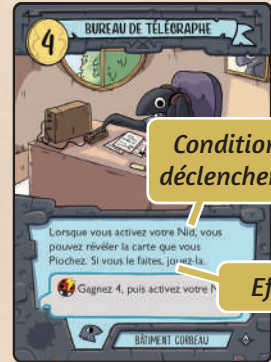 4
BUREAU DE TÉLÉGRAPHE
Condition
déclenchem
Lorsque vous activez votre Nid, vous
pouvez révéler la carte que vous
Piochez. Si vous le faites, jouez-la.
Gagnez 4, puis activez votre N
Ef
BÂTIMENT CORBEAU